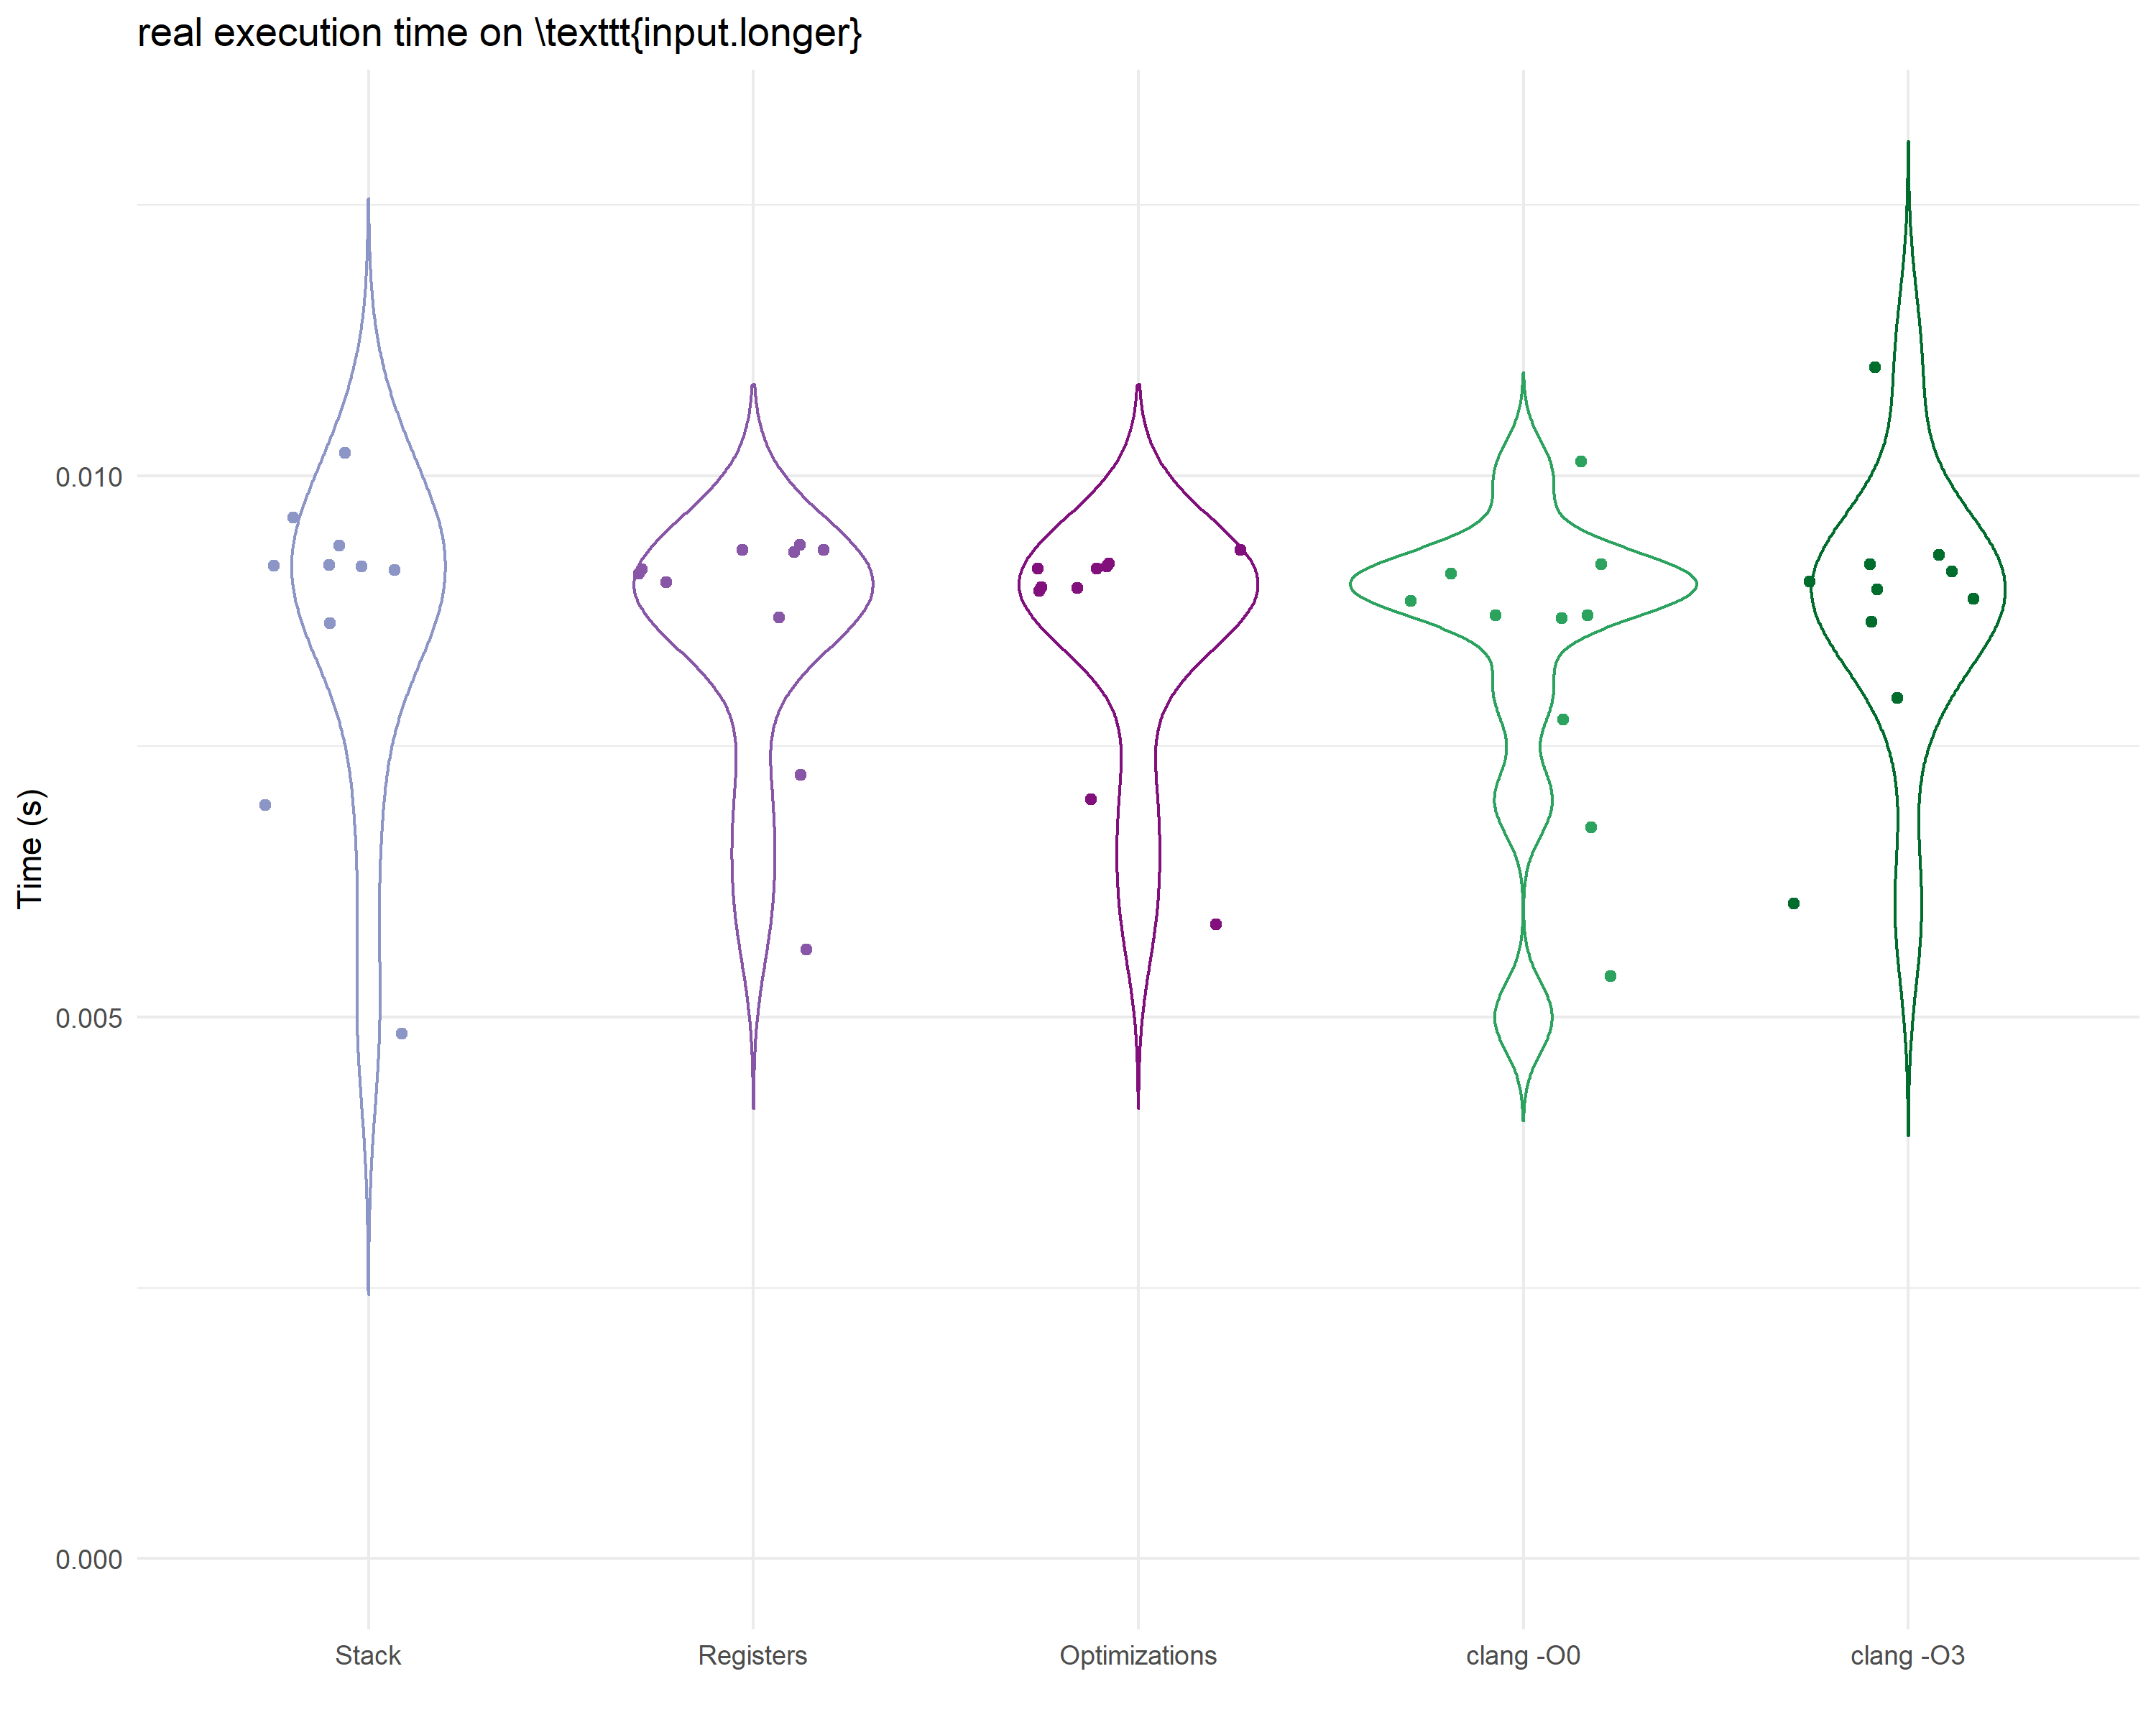 real execution time on \texttt{input.longer}
Time (s)
0.010
0.005
0.000
Stack
Registers
Optimizations
clang -O0
clang -O3